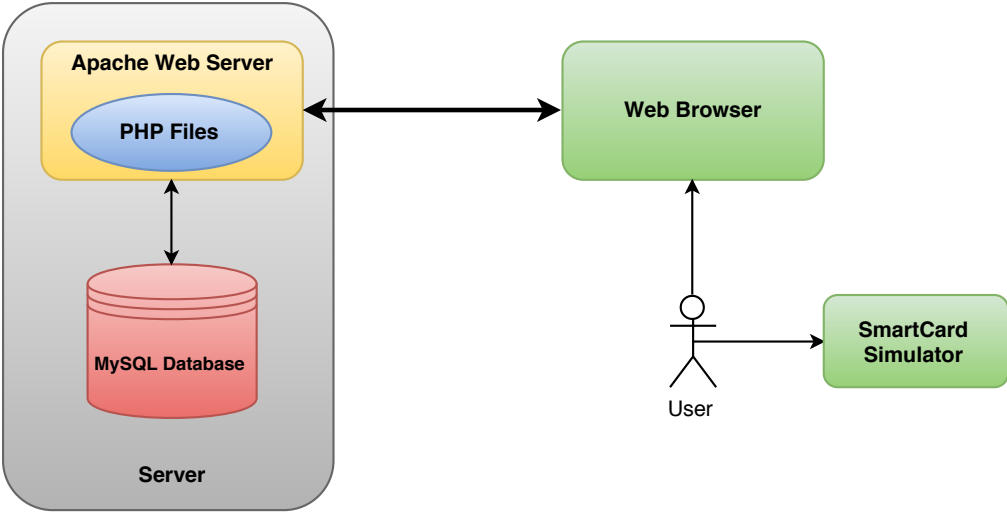 Apache Web Server
PHP Files
MySQL Database
Server
Web Browser
User
SmartCard
Simulator